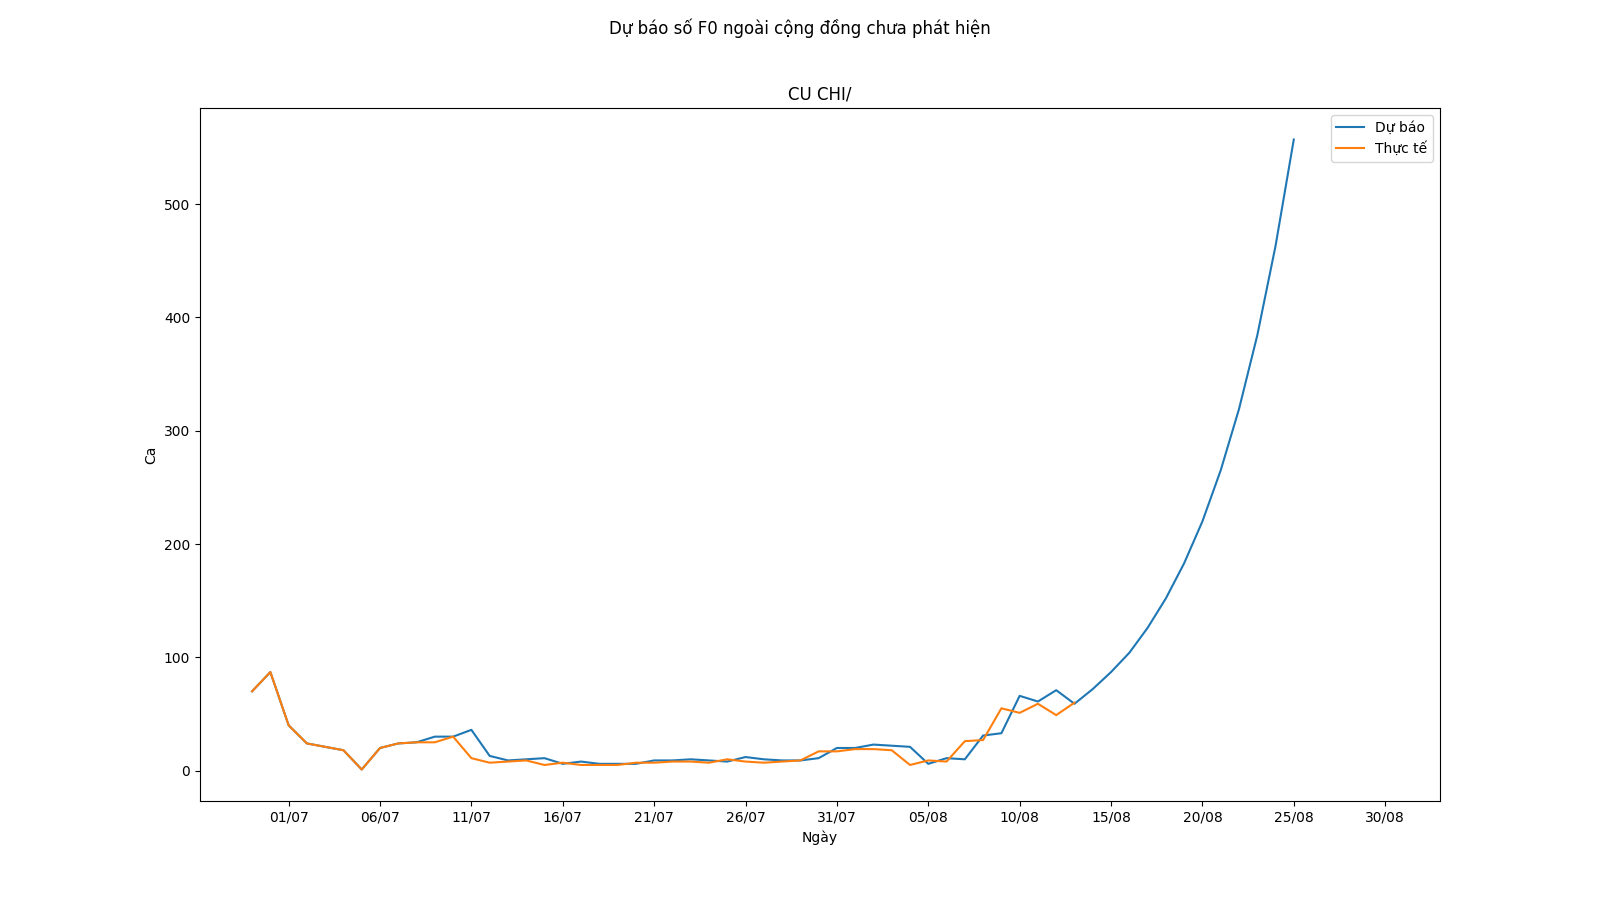 Dự báo số F0 ngoài cộng đồng chưa phát hiện
CU CHI/
Dự báo
Thực tế
500
400
300
200
100
0
Ca
01/07 06/07 11/07 16/07 21/07 26/07 31/07 05/08 10/08 15/08 20/08 25/08 30/08
Ngày